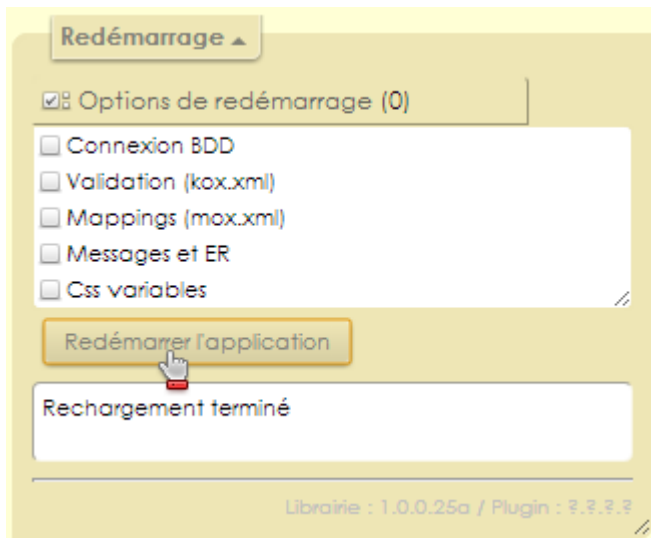 Redémarrage
Options de redémarrage (0)
Connexion BDD
Validation (kox.xml)
Mappings (mox.xml)
Messages et ER
Css variables
Redémarrer l'application
Rechargement terminé
Librairie : 1.0.0.25a / Plugin : ?.?.?.?